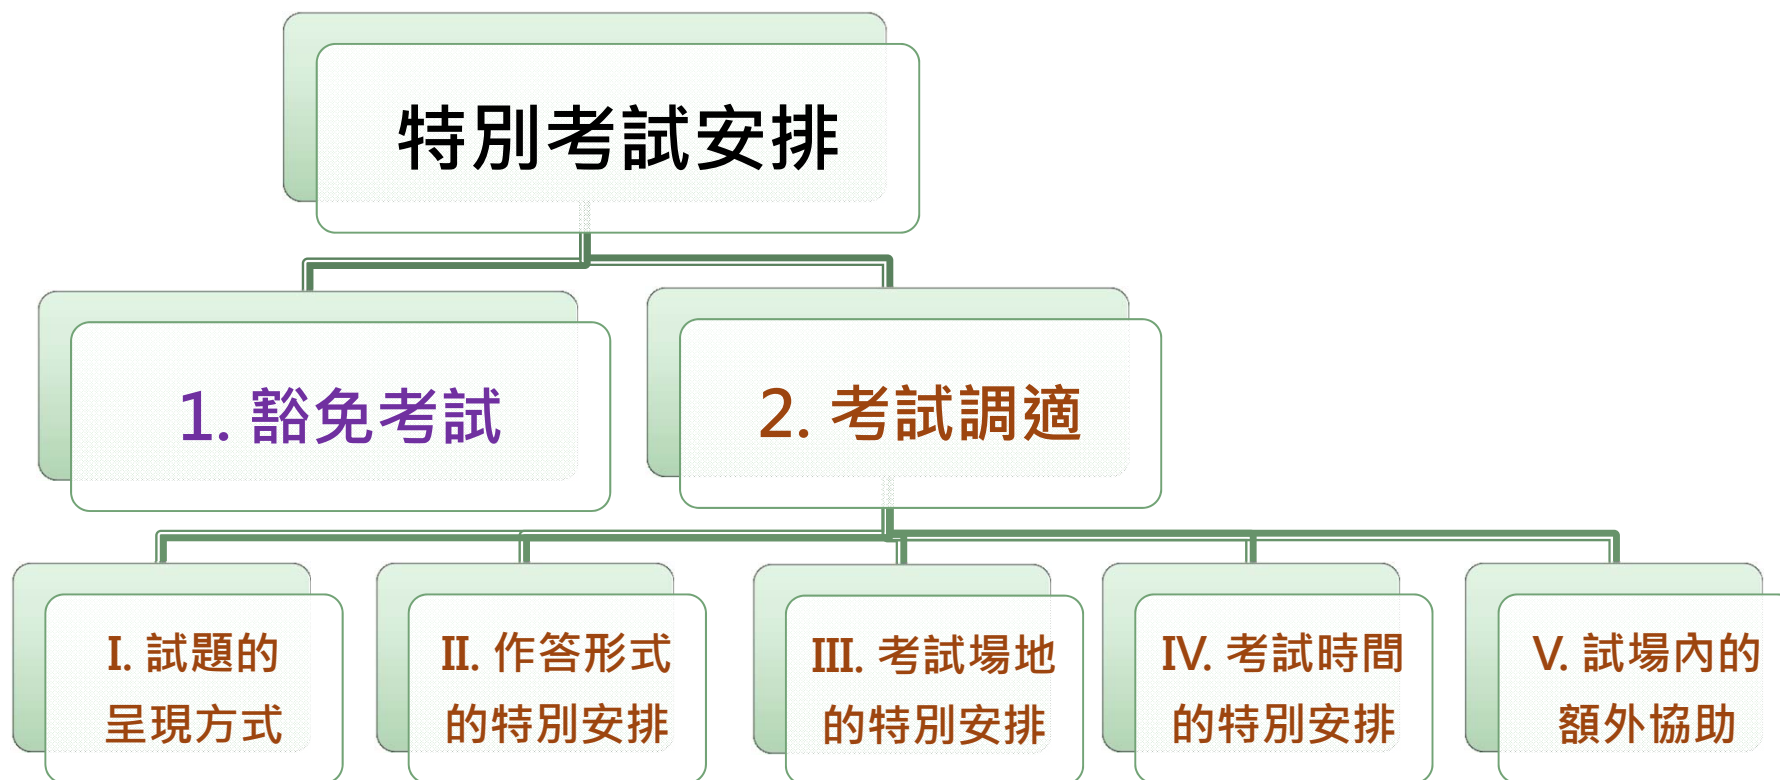 特別考試安排
1. 豁免考試
2. 考試調適
I. 試題的
呈現方式
II. 作答形式
的特別安排
III. 考試場地
的特別安排
IV. 考試時間
的特別安排
V. 試場內的
額外協助